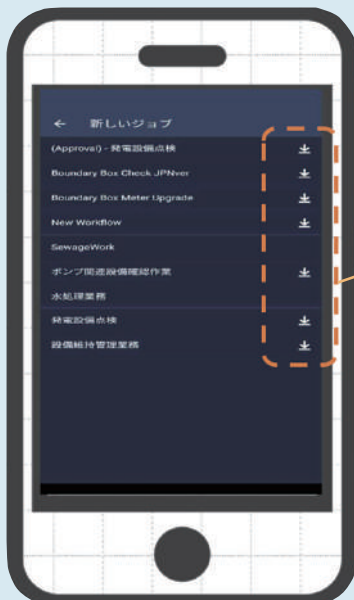 ← 新しいジョブ
(Approval) - 発電設備点検
Boundary Box Check JPNver
Boundary Box Meter Upgrade
New Workflow
SewageWork
ポンプ関連設備確認作業
水処理業務
発電設備点検
設備維持管理業務